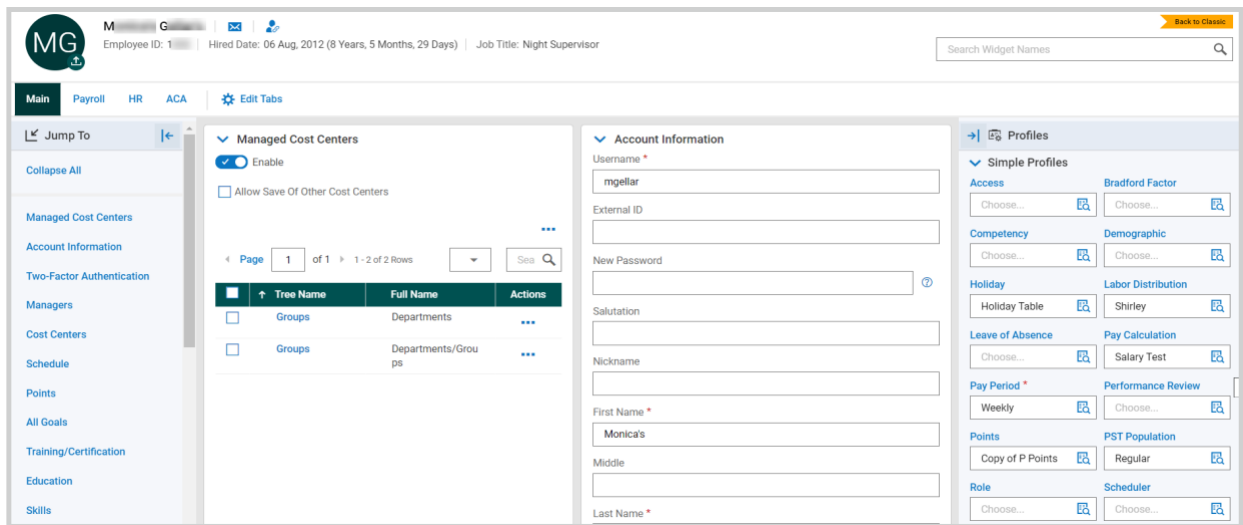 Back to Classic
MG
M G
Employee ID: 1 Hired Date: 06 Aug, 2012 (8 Years, 5 Months, 29 Days) Job Title: Night Supervisor
Search Widget Names
Main Payroll HR ACA Edit Tabs
Jump To
Collapse All
Managed Cost Centers
Account Information
Two-Factor Authentication
Managers
Cost Centers
Schedule
Points
All Goals
Training/Certification
Education
Skills
Managed Cost Centers
Enable
Allow Save Of Other Cost Centers
Page 1 of 1 1 - 2 of 2 Rows Sea
Tree Name Full Name Actions
Groups Departments
Groups Departments/Grou
ps
Account Information
Username *
mgellar
External ID
New Password
Salutation
Nickname
First Name *
Monica's
Middle
Last Name *
Profiles
Simple Profiles
Access Bradford Factor
Choose... Choose...
Competency Demographic
Choose... Choose...
Holiday Labor Distribution
Holiday Table Shirley
Leave of Absence Pay Calculation
Choose... Salary Test
Pay Period * Performance Review
Weekly Choose...
Points PST Population
Copy of P Points Regular
Role Scheduler
Choose... Choose...